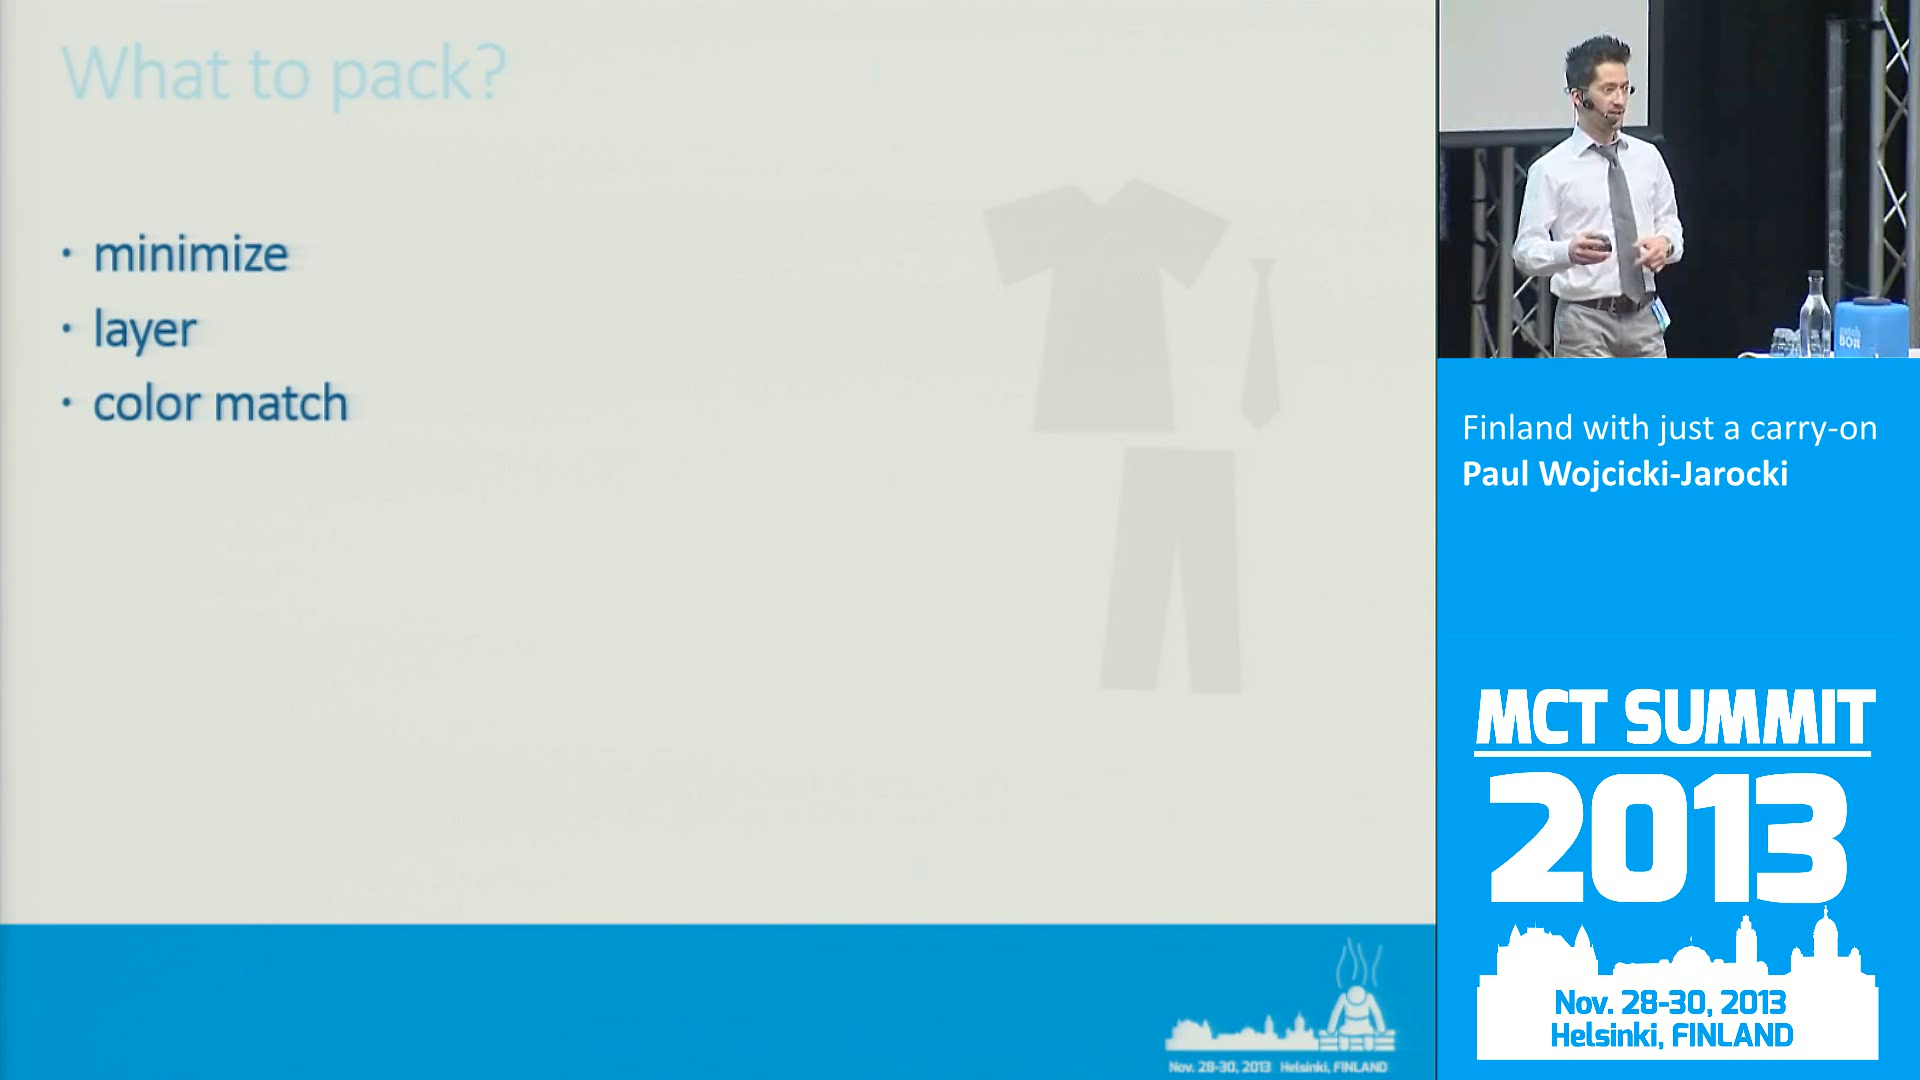 What to pack?
· minimize
· layer
· color match
Nov. 28-30, 2013 Helsinki, FINLAND
Finland with just a carry-on
Paul Wojcicki-Jarocki
MCT SUMMIT
2013
Nov. 28-30, 2013
Helsinki, FINLAND